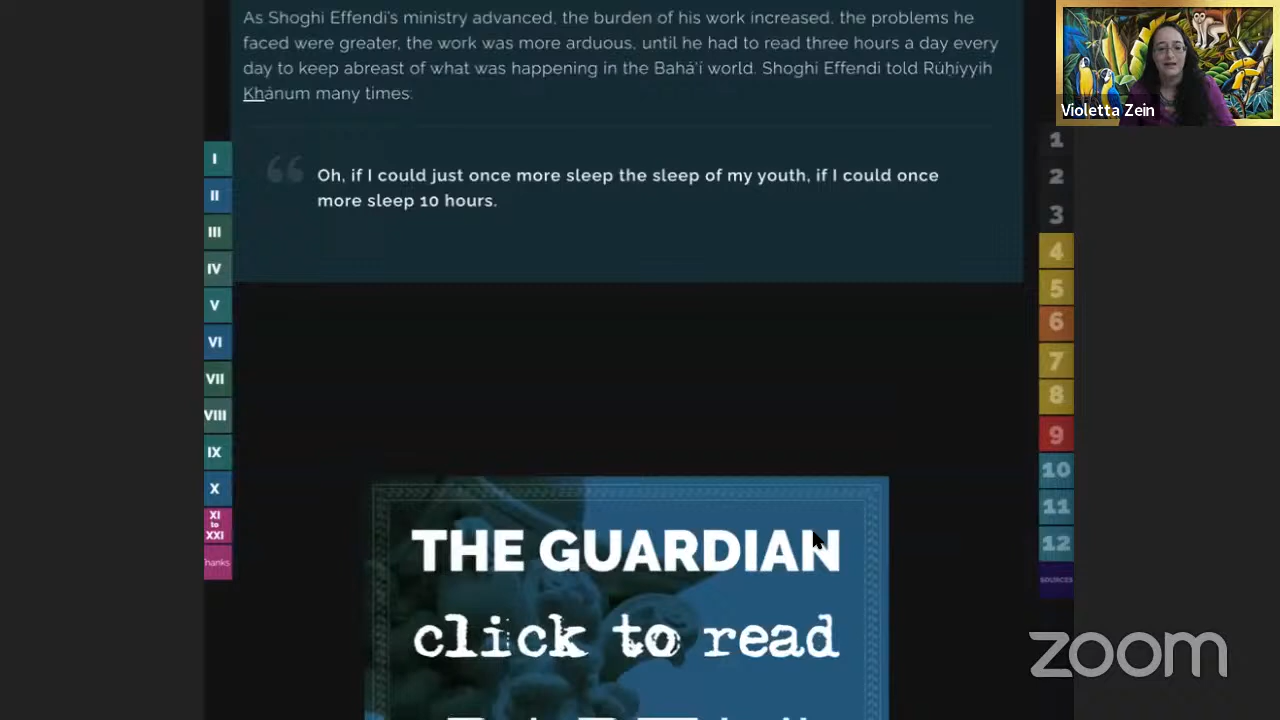 As Shoghi Effendi's ministry advanced, the burden of his work increased, the problems he
faced were greater, the work was more arduous, until he had to read three hours a day every
day to keep abreast of what was happening in the Bahá'í world. Shoghi Effendi told Rúḥíyyih
Khánum many times:
Oh, if I could just once more sleep the sleep of my youth, if I could once
more sleep 10 hours.
I
II
III
IV
V
VI
VII
VIII
IX
X
XI
to
XXI
Thanks
THE GUARDIAN
click to read
Violetta Zein
1
2
3
4
5
6
7
8
9
10
11
12
SOURCES
zoom